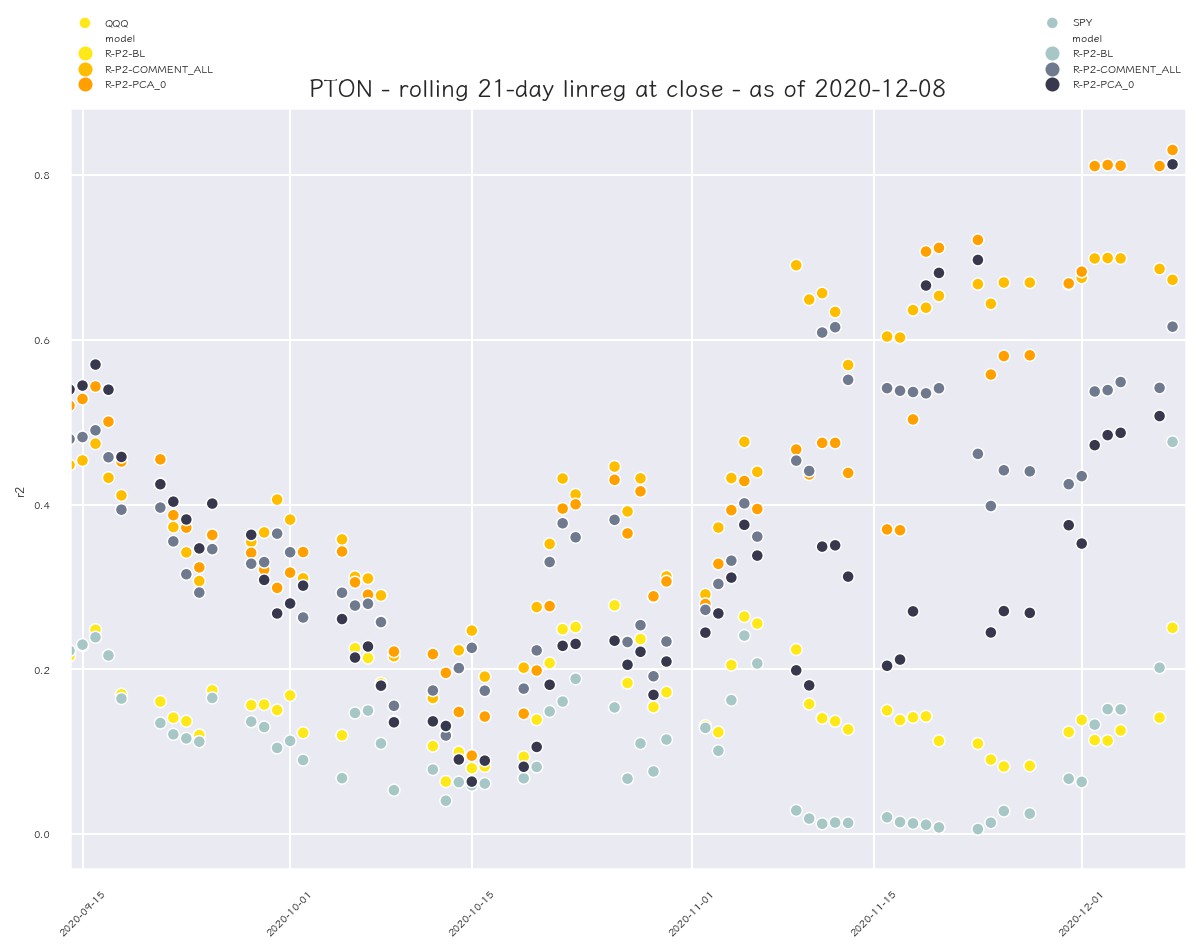 QQQ
model
R-P2-BL
R-P2-COMMENT_ALL
R-P2-PCA_0
SPY
model
R-P2-BL
R-P2-COMMENT_ALL
R-P2-PCA_0
PTON - rolling 21-day linreg at close - as of 2020-12-08
r2
0.8
0.6
0.4
0.2
0.0
2020-09-15
2020-10-01
2020-10-15
2020-11-01
2020-11-15
2020-12-01